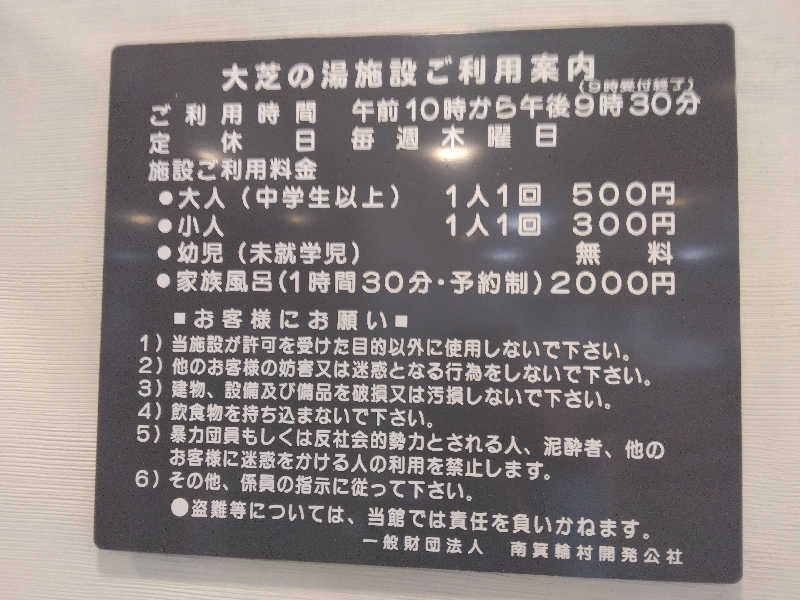 大芝の湯施設ご利用案内
(9時受付終了)
ご利用時間 午前10時から午後9時30分
定休日 毎週木曜日
施設ご利用料金
●大人(中学生以上) 1人1回 500円
●小人 1人1回 300円
●幼児(未就学児) 無料
●家族風呂(1時間30分・予約制)2000円
■お客様にお願い■
1)当施設が許可を受けた目的以外に使用しないで下さい。
2)他のお客様の妨害又は迷惑となる行為をしないで下さい。
3)建物、設備及び備品を破損又は汚損しないで下さい。
4)飲食物を持ち込まないで下さい。
5)暴力団員もしくは反社会的勢力とされる人、泥酔者、他の
お客様に迷惑をかける人の利用を禁止します。
6)その他、係員の指示に従って下さい。
●盗難等については、当館では責任を負いかねます。
一般財団法人 南箕輪村開発公社